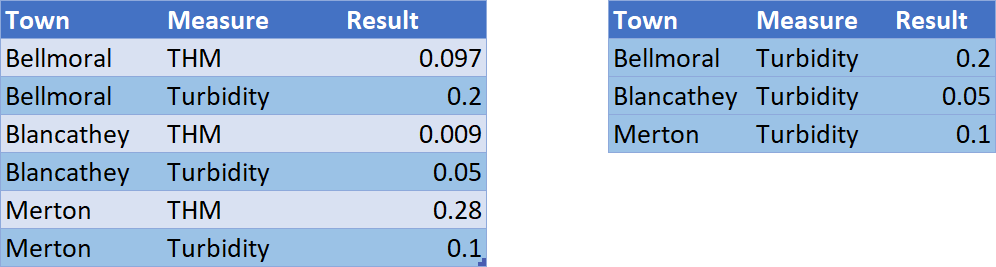 Town Measure Result
Bellmoral THM 0.097
Bellmoral Turbidity 0.2
Blancathey THM 0.009
Blancathey Turbidity 0.05
Merton THM 0.28
Merton Turbidity 0.1
Town Measure Result
Bellmoral Turbidity 0.2
Blancathey Turbidity 0.05
Merton Turbidity 0.1